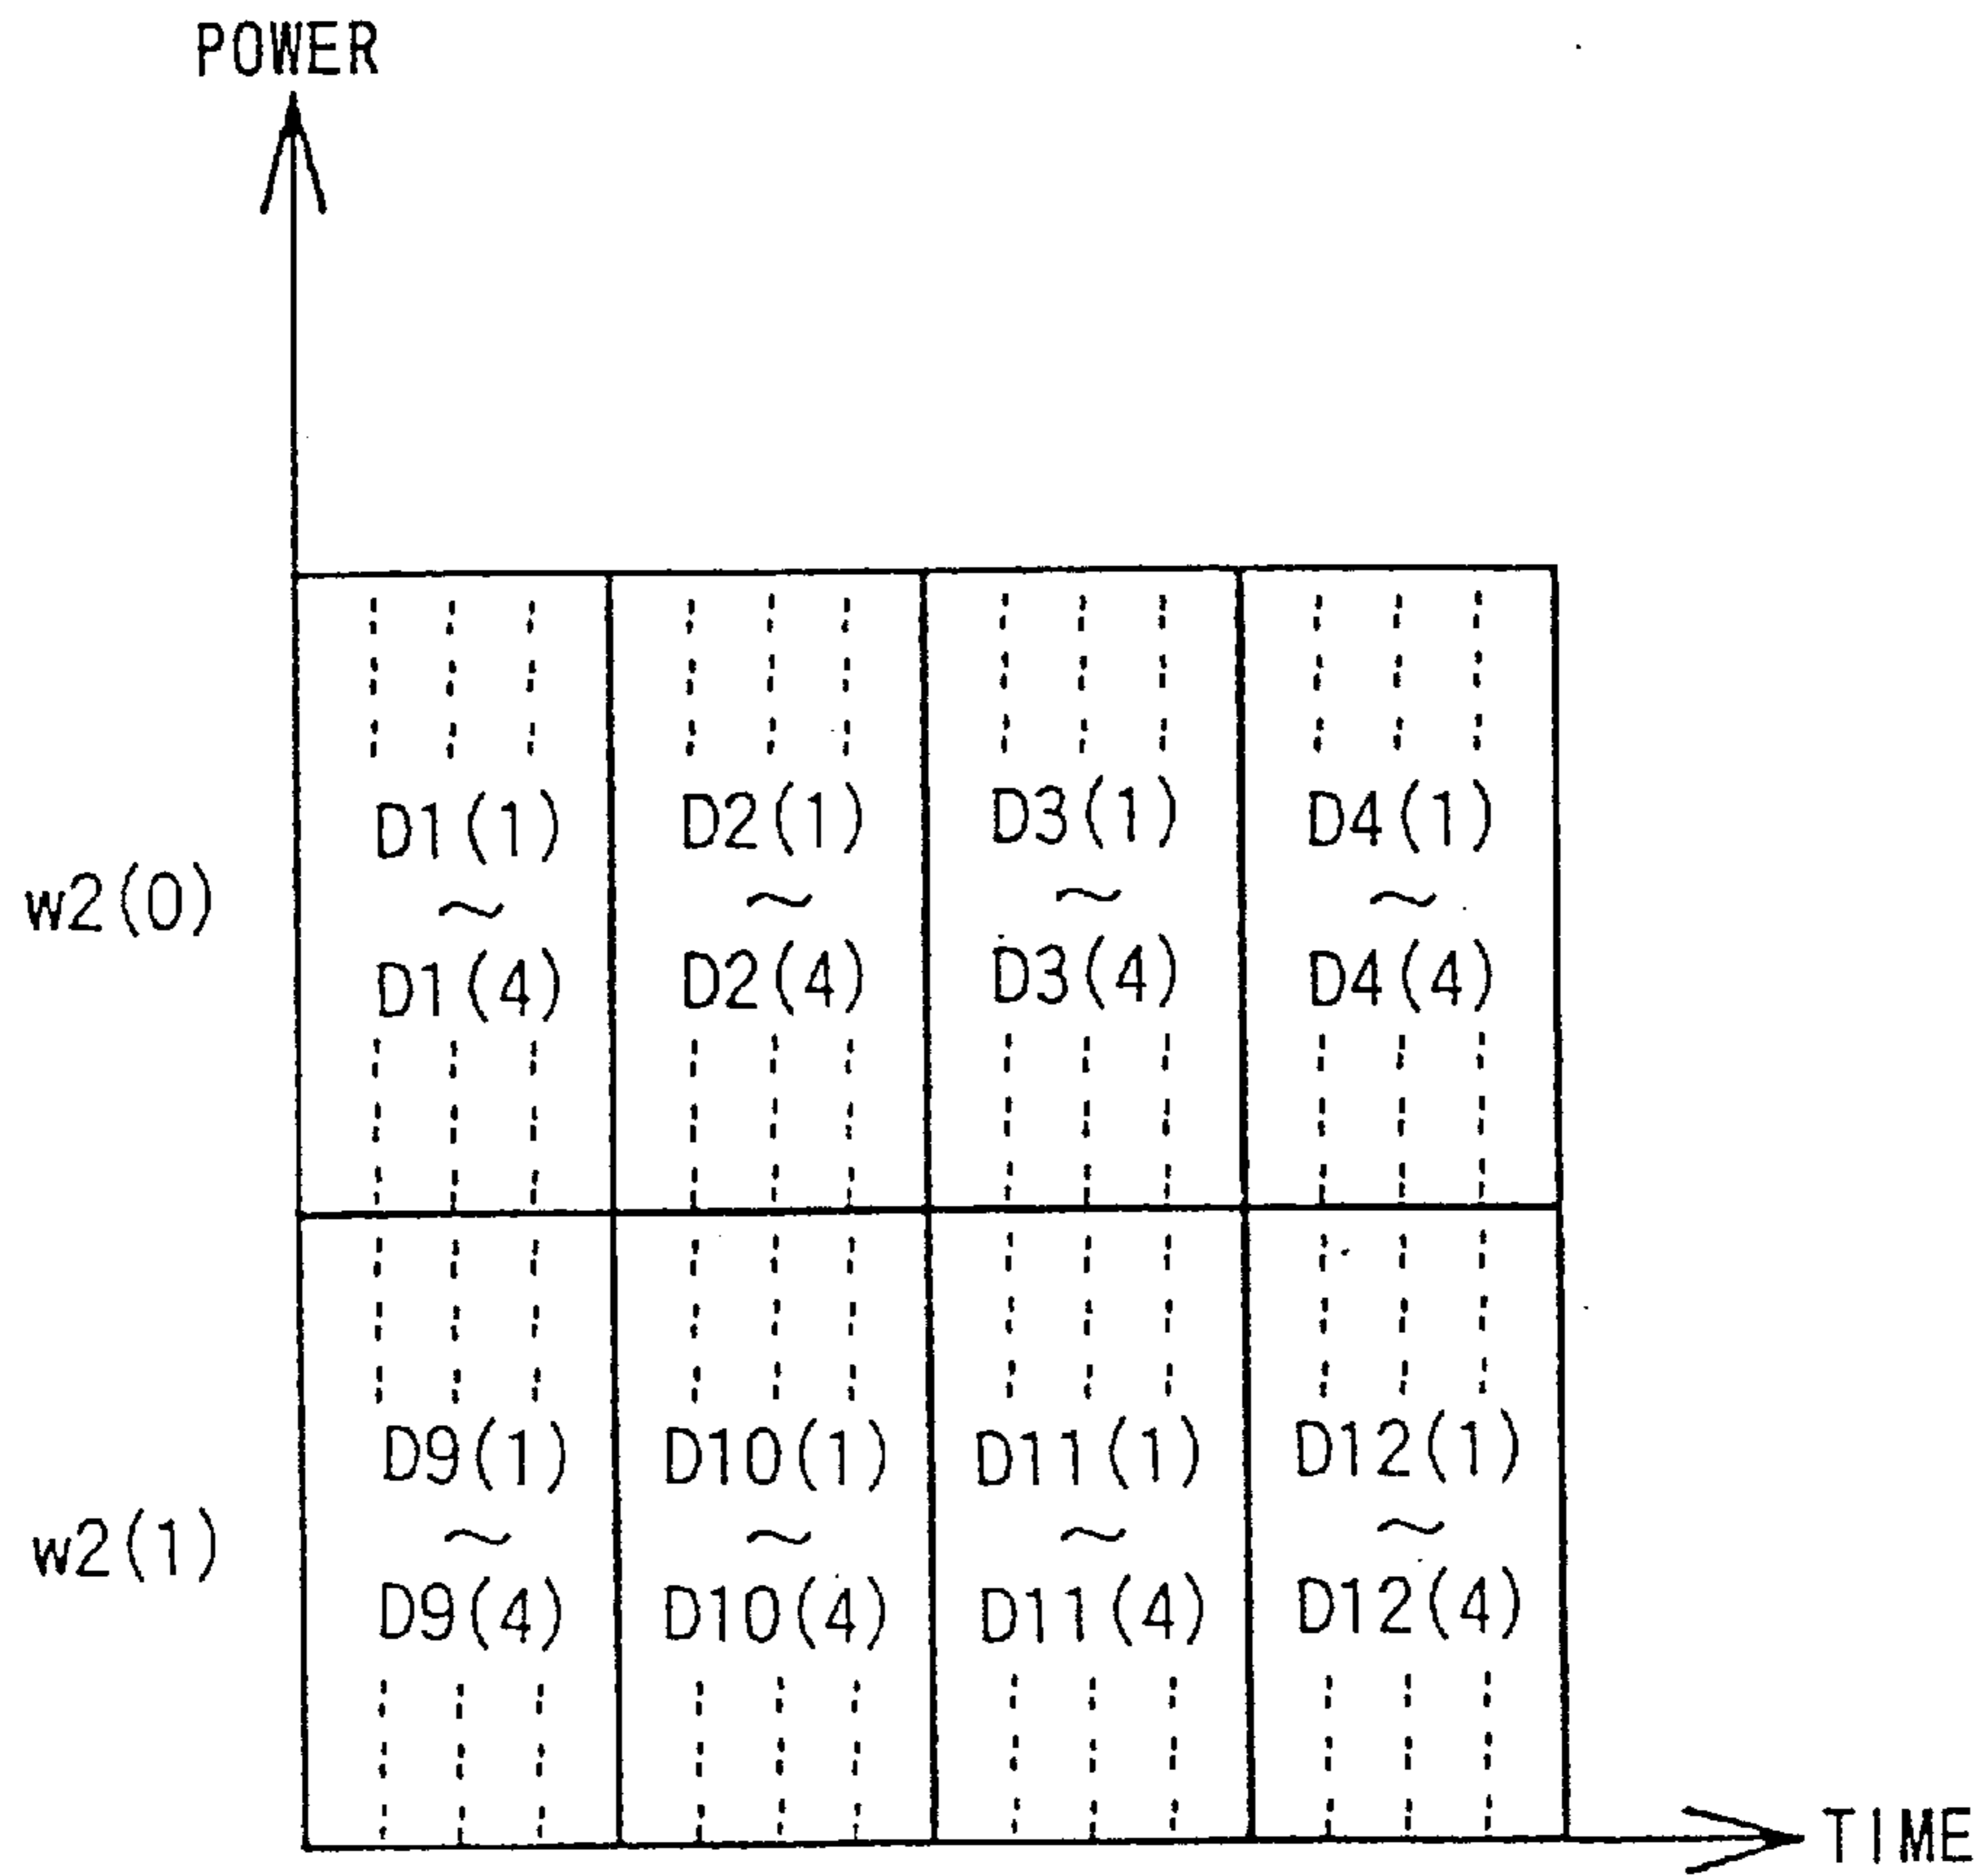 POWER
D1(1) D2(1) D3(1) D4(1)
w2(0) ~ ~ ~ ~
D1(4) D2(4) D3(4) D4(4)
D9(1) D10(1) D11(1) D12(1)
w2(1) ~ ~ ~ ~
D9(4) D10(4) D11(4) D12(4)
TIME